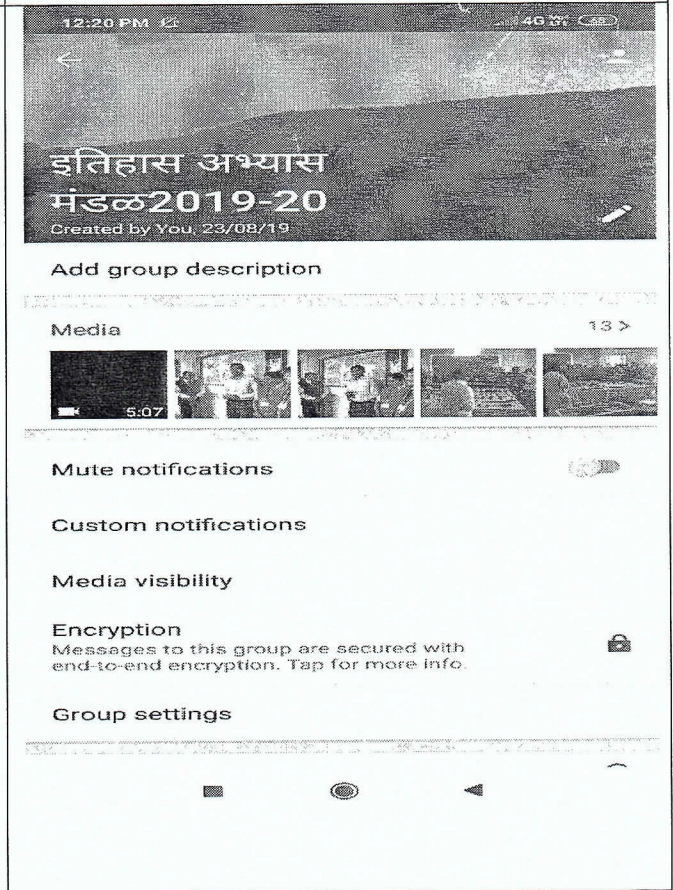 12:20 PM
4G VoLTE 65
इतिहास अभ्यास
मंडळ2019-20
Created by You, 23/08/19
Add group description
Media 13 >
5:07
Mute notifications
Custom notifications
Media visibility
Encryption
Messages to this group are secured with
end-to-end encryption. Tap for more info.
Group settings